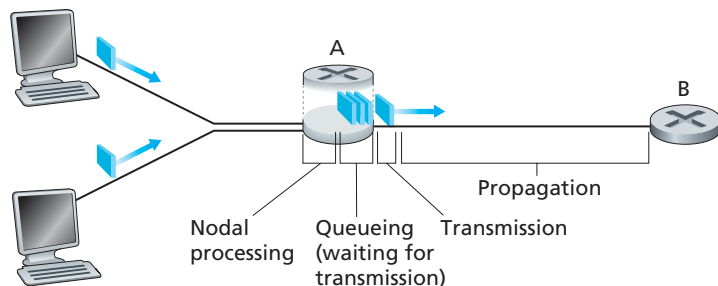 A
B
Propagation
Nodal
processing
Queueing
(waiting for
transmission)
Transmission